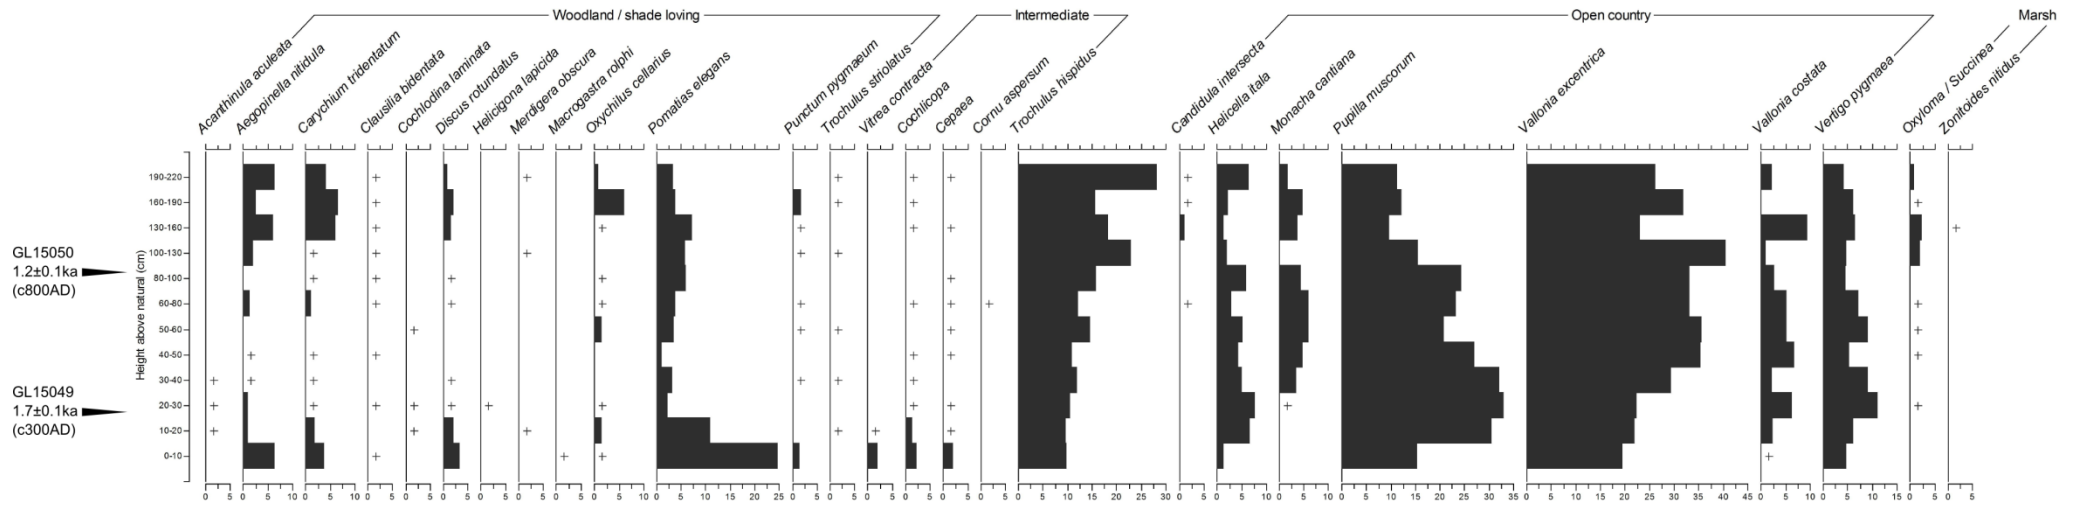 Woodland / shade loving
Intermediate
Open country
Marsh
Acanthinula aculeata
Aegopinella nitidula
Carychium tridentatum
Clausilia bidentata
Cochlodina laminata
Discus rotundatus
Helicigona lapicida
Merdigera obscura
Macrogastra rolphi
Oxychilus cellarius
Pomatias elegans
Punctum pygmaeum
Trochulus striolatus
Vitrea contracta
Cochlicopa
Cepaea
Cornu aspersum
Trochulus hispidus
Candidula intersecta
Helicella itala
Monacha cantiana
Pupilla muscorum
Vallonia excentrica
Vallonia costata
Vertigo pygmaea
Oxyloma / Succinea
Zonitoides nitidus
GL15050
1.2±0.1ka
(c800AD)
GL15049
1.7±0.1ka
(c300AD)
Height above natural (cm)
190-220
160-190
130-160
100-130
80-100
60-80
50-60
40-50
30-40
20-30
10-20
0-10
0 5 0 5 10 0 5 10 0 5 0 5 0 5 0 5 0 5 0 5 0 5 10 0 5 10 15 20 25 0 5 0 5 0 5 0 5 0 5 0 5 0 5 10 15 20 25 30 0 5 0 5 10 0 5 10 0 5 10 15 20 25 30 35 0 5 10 15 20 25 30 35 40 45 0 5 10 0 5 10 15 0 5 0 5